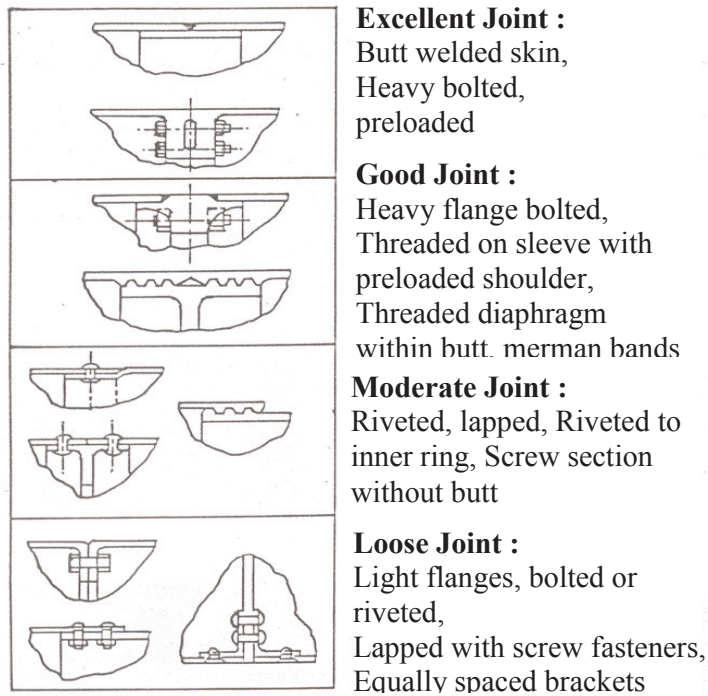 Excellent Joint :
Butt welded skin,
Heavy bolted,
preloaded
Good Joint :
Heavy flange bolted,
Threaded on sleeve with
preloaded shoulder,
Threaded diaphragm
within butt, merman bands
Moderate Joint :
Riveted, lapped, Riveted to
inner ring, Screw section
without butt
Loose Joint :
Light flanges, bolted or
riveted,
Lapped with screw fasteners,
Equally spaced brackets